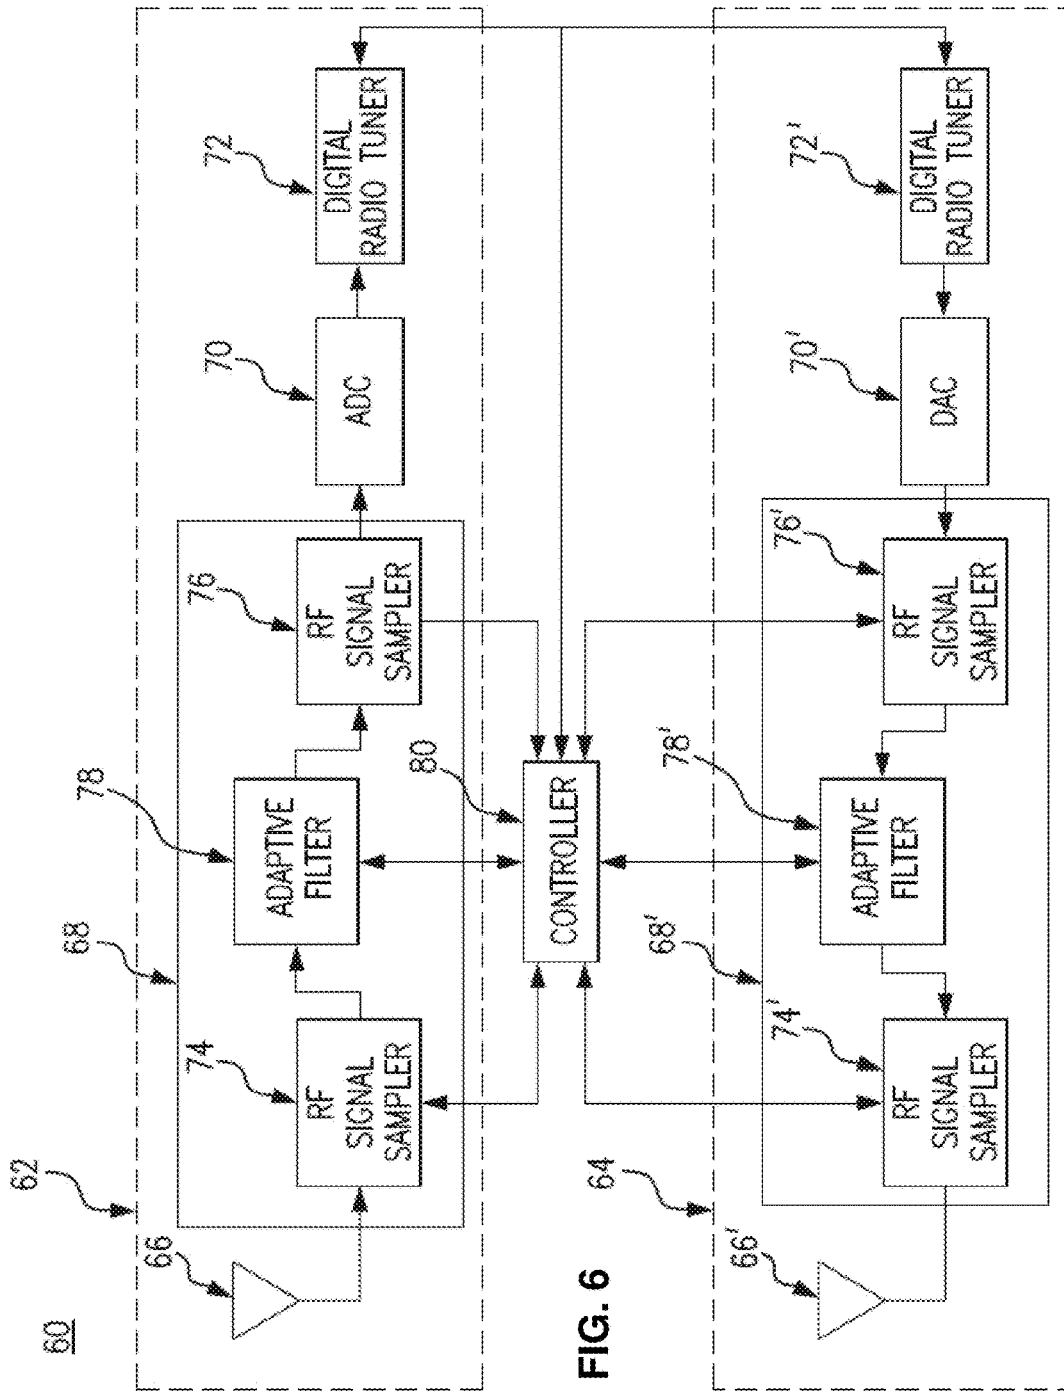 60
62
66
68
74
RF
SIGNAL
SAMPLER
78
ADAPTIVE
FILTER
76
RF
SIGNAL
SAMPLER
70
ADC
72
DIGITAL
RADIO TUNER
80
CONTROLLER
FIG. 6
64
66'
68'
74'
RF
SIGNAL
SAMPLER
78'
ADAPTIVE
FILTER
76'
RF
SIGNAL
SAMPLER
70'
DAC
72'
DIGITAL
RADIO TUNER